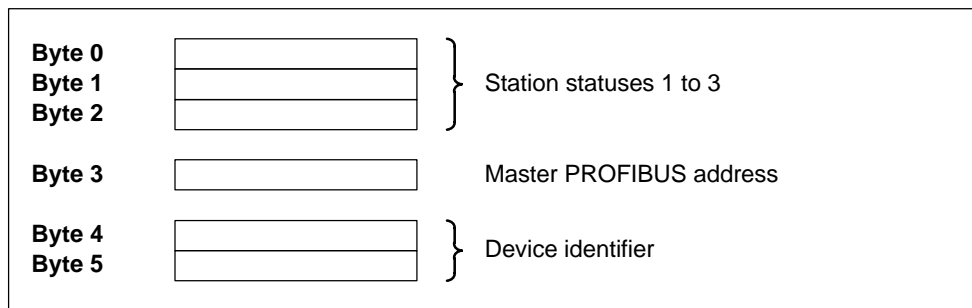 Byte 0
Byte 1
Byte 2
Station statuses 1 to 3
Byte 3
Master PROFIBUS address
Byte 4
Byte 5
Device identifier